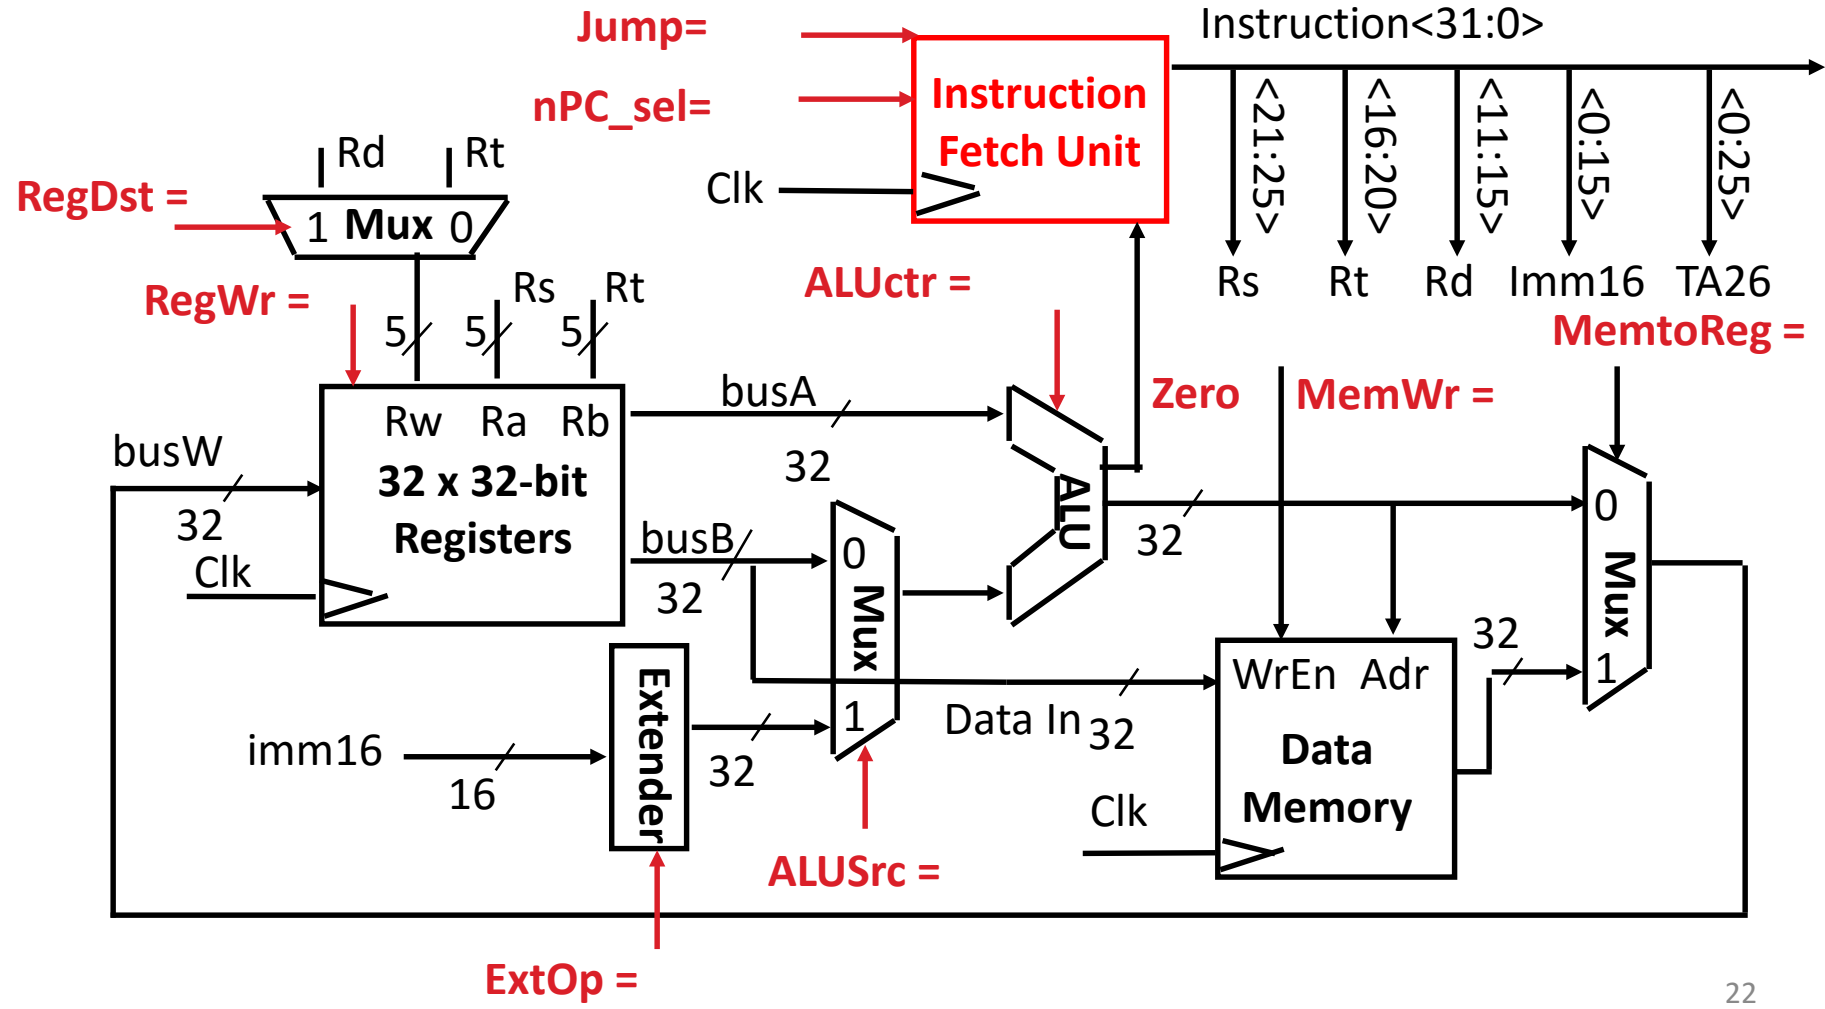 Jump=
Instruction<31:0>
nPC_sel=
Instruction
Fetch Unit
Clk
<21:25>
<16:20>
<11:15>
<0:15>
<0:25>
Rs
Rt
Rd
Imm16
TA26
Rd
Rt
RegDst =
1 Mux 0
RegWr =
5
5
Rs
5
Rt
ALUctr =
MemtoReg =
Zero
MemWr =
busA
32
Rw Ra Rb
32 x 32-bit
Registers
busW
32
Clk
busB
32
0
Mux
1
ALU
32
0
Mux
1
32
WrEn Adr
Data
Memory
Data In
32
Clk
imm16
16
Extender
32
ALUSrc =
ExtOp =
22